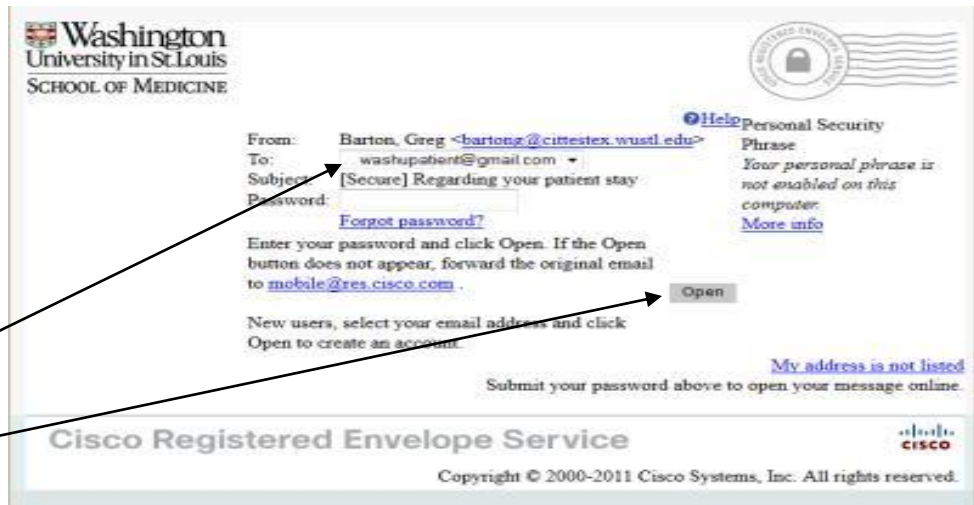 Washington
University in St. Louis
SCHOOL OF MEDICINE
CISCO REGISTERED ENVELOPE SERVICE
Help
Personal Security
Phrase
Your personal phrase is
not enabled on this
computer.
More info
From: Barton, Greg <bartong@cittestex.wustl.edu>
To: washupatient@gmail.com
Subject: [Secure] Regarding your patient stay
Password:
Forgot password?
Enter your password and click Open. If the Open
button does not appear, forward the original email
to mobile@res.cisco.com .
Open
New users, select your email address and click
Open to create an account.
My address is not listed
Submit your password above to open your message online.
Cisco Registered Envelope Service
CISCO
Copyright © 2000-2011 Cisco Systems, Inc. All rights reserved.